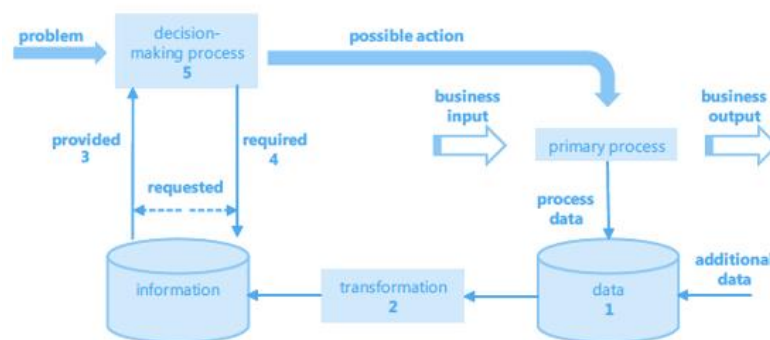 problem
decision-
making process
5
possible action
business
input
business
output
primary process
provided
3
required
4
requested
process
data
additional
data
information
transformation
2
data
1